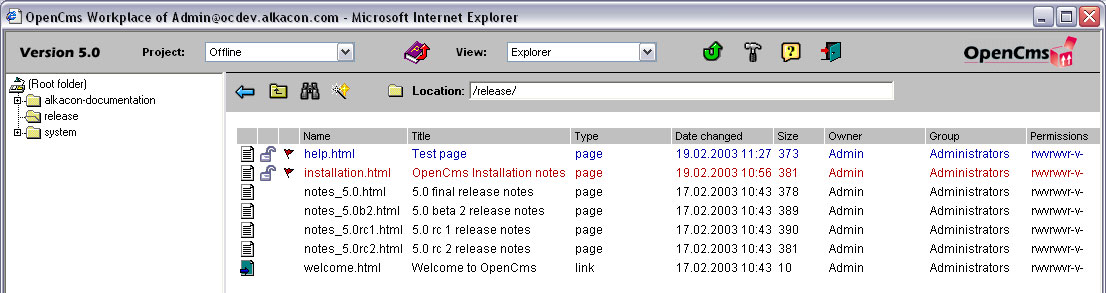 OpenCms Workplace of Admin@ocdev.alkacon.com - Microsoft Internet Explorer
Version 5.0 Project: Offline View: Explorer OpenCms
(Root folder)
alkacon-documentation
release
system
Location: /release/
Name Title Type Date changed Size Owner Group Permissions
help.html Test page page 19.02.2003 11:27 373 Admin Administrators rwvrwvr-v-
installation.html OpenCms Installation notes page 19.02.2003 10:56 381 Admin Administrators rwvrwvr-v-
notes_5.0.html 5.0 final release notes page 17.02.2003 10:43 378 Admin Administrators rwvrwvr-v-
notes_5.0b2.html 5.0 beta 2 release notes page 17.02.2003 10:43 389 Admin Administrators rwvrwvr-v-
notes_5.0rc1.html 5.0 rc 1 release notes page 17.02.2003 10:43 390 Admin Administrators rwvrwvr-v-
notes_5.0rc2.html 5.0 rc 2 release notes page 17.02.2003 10:43 381 Admin Administrators rwvrwvr-v-
welcome.html Welcome to OpenCms link 17.02.2003 10:43 10 Admin Administrators rwvrwvr-v-